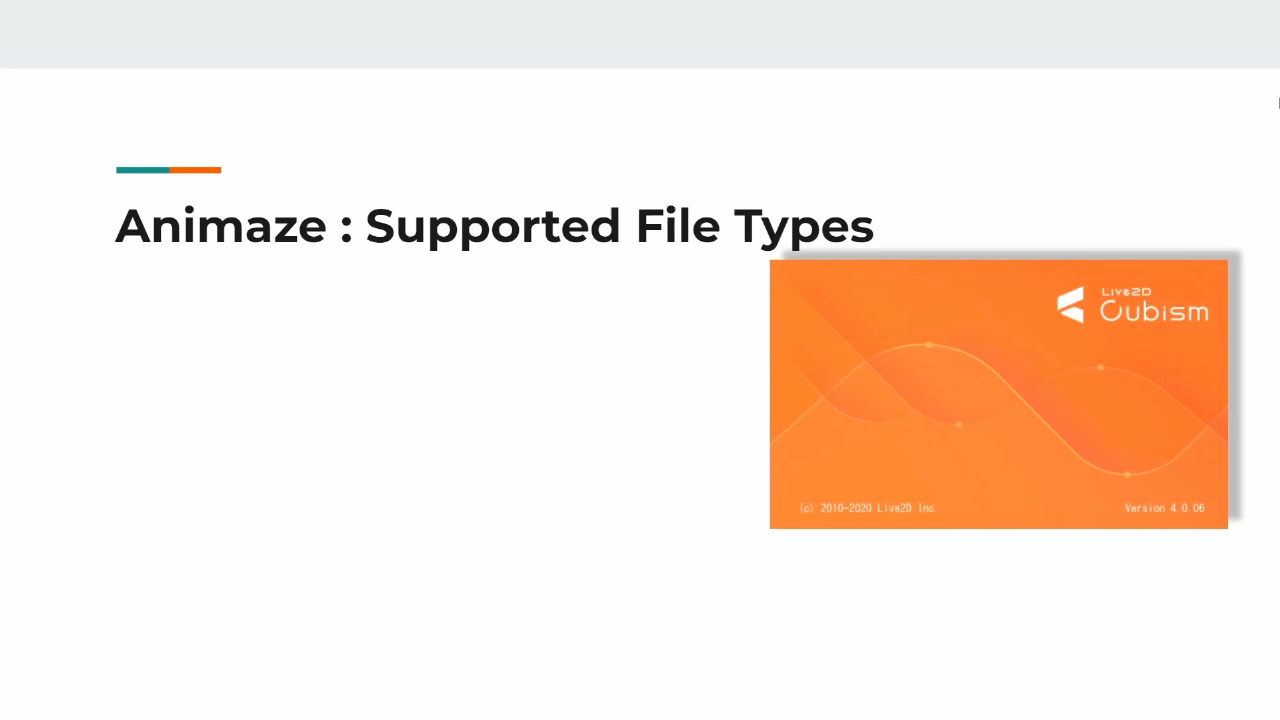 Animaze : Supported File Types
Live2D
Cubism
(c) 2010-2020 Live2D Inc.
Version 4.0.06